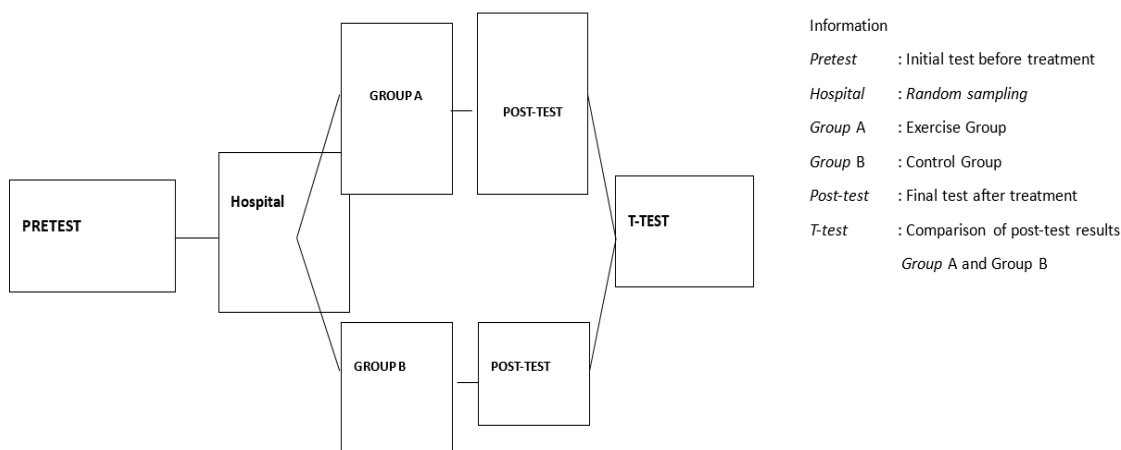 PRETEST
Hospital
GROUP A
POST-TEST
GROUP B
POST-TEST
T-TEST
Information
Pretest : Initial test before treatment
Hospital : Random sampling
Group A : Exercise Group
Group B : Control Group
Post-test : Final test after treatment
T-test : Comparison of post-test results
Group A and Group B